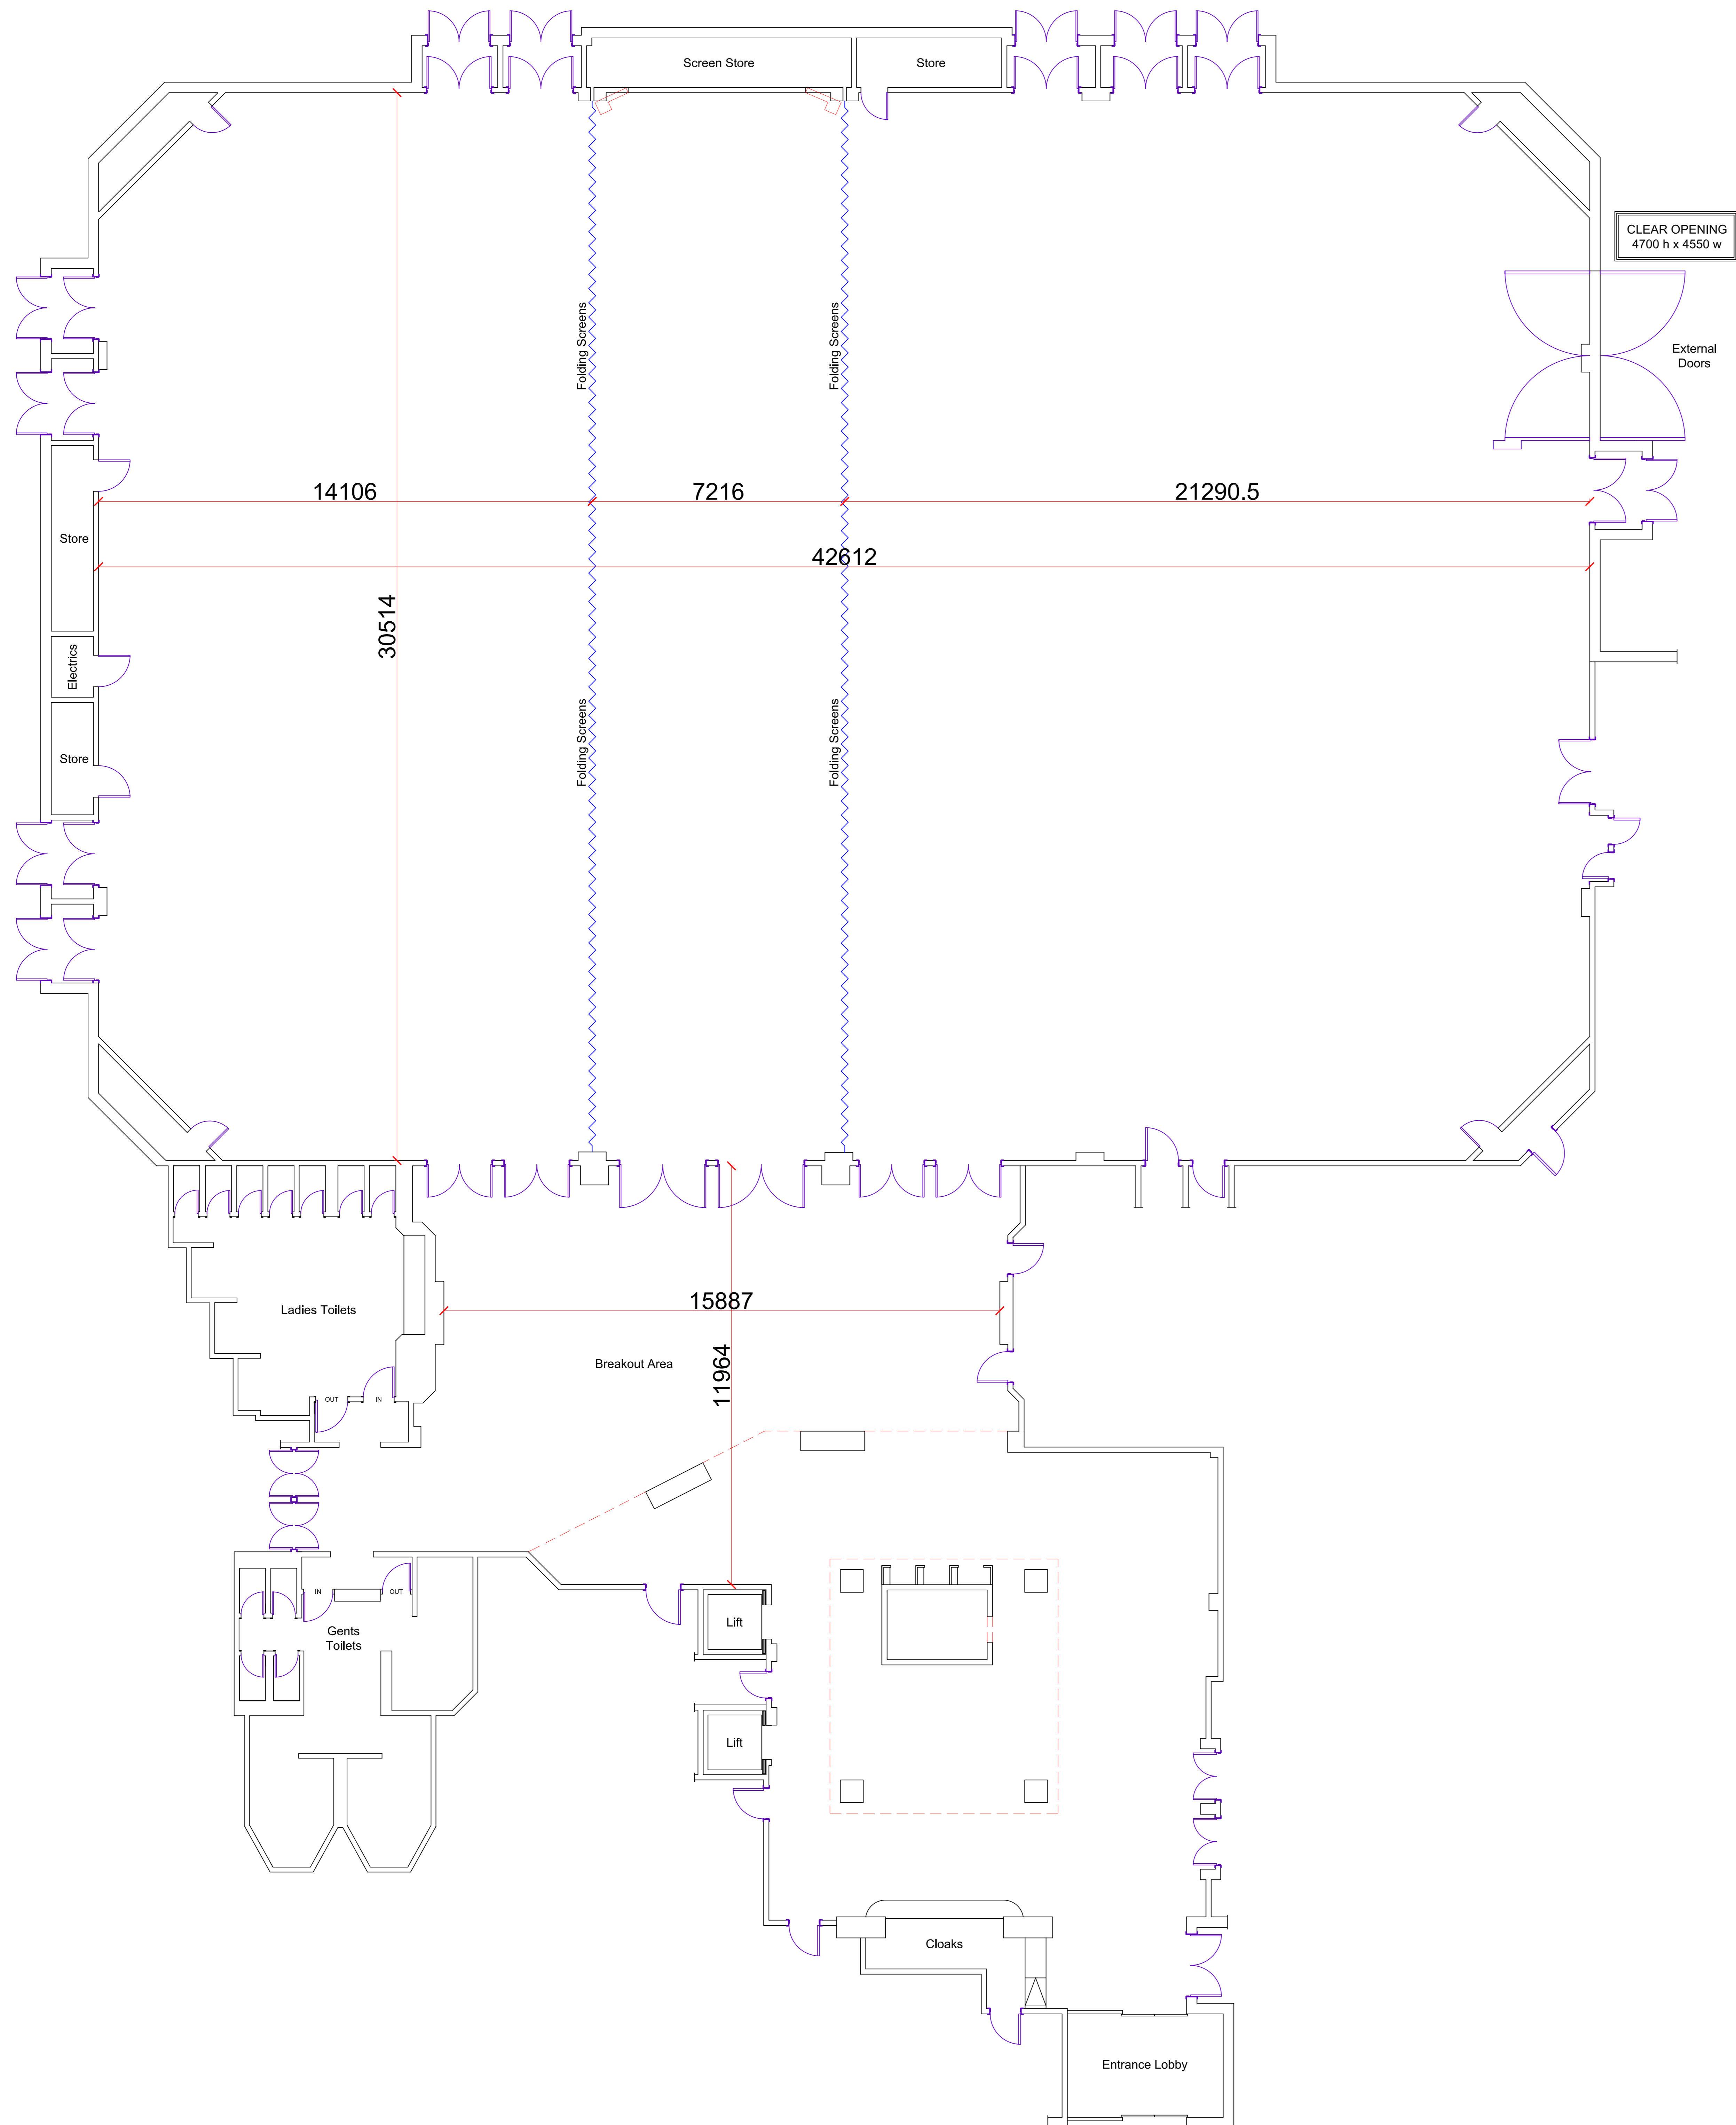 Screen Store
Store
CLEAR OPENING
4700 h x 4550 w
Folding Screens
Folding Screens
External
Doors
14106
7216
21290.5
Store
42612
30514
Electrics
Folding Screens
Folding Screens
Store
15887
Ladies Toilets
Breakout Area
11964
OUT
IN
IN
OUT
Gents
Toilets
Lift
Lift
Cloaks
Entrance Lobby